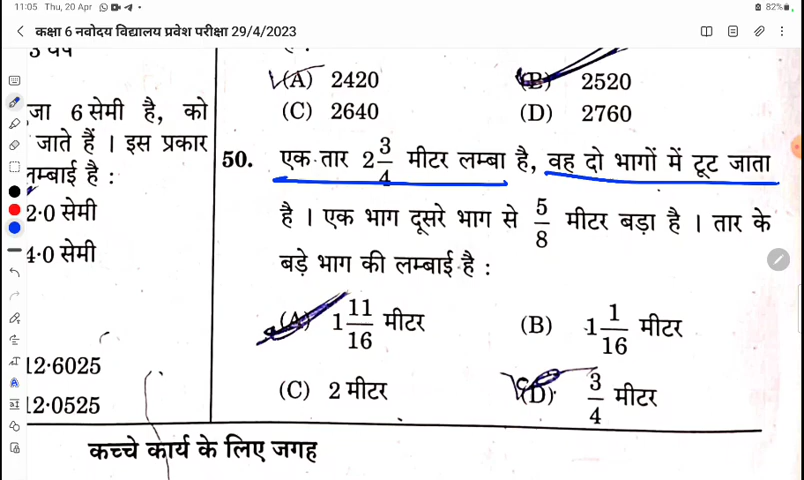 11:05 Thu, 20 Apr
82%
कक्षा 6 नवोदय विद्यालय प्रवेश परीक्षा 29/4/2023
जा 6 सेमी है, को
जाते हैं । इस प्रकार
लम्बाई है :
2·0 सेमी
4·0 सेमी
12·6025
12·0525
(A) 2420 (B) 2520
(C) 2640 (D) 2760
50. एक तार 2 3/4 मीटर लम्बा है, वह दो भागों में टूट जाता
है । एक भाग दूसरे भाग से 5/8 मीटर बड़ा है । तार के
बड़े भाग की लम्बाई है :
(A) 1 11/16 मीटर (B) 1 1/16 मीटर
(C) 2 मीटर (D) 3/4 मीटर
कच्चे कार्य के लिए जगह